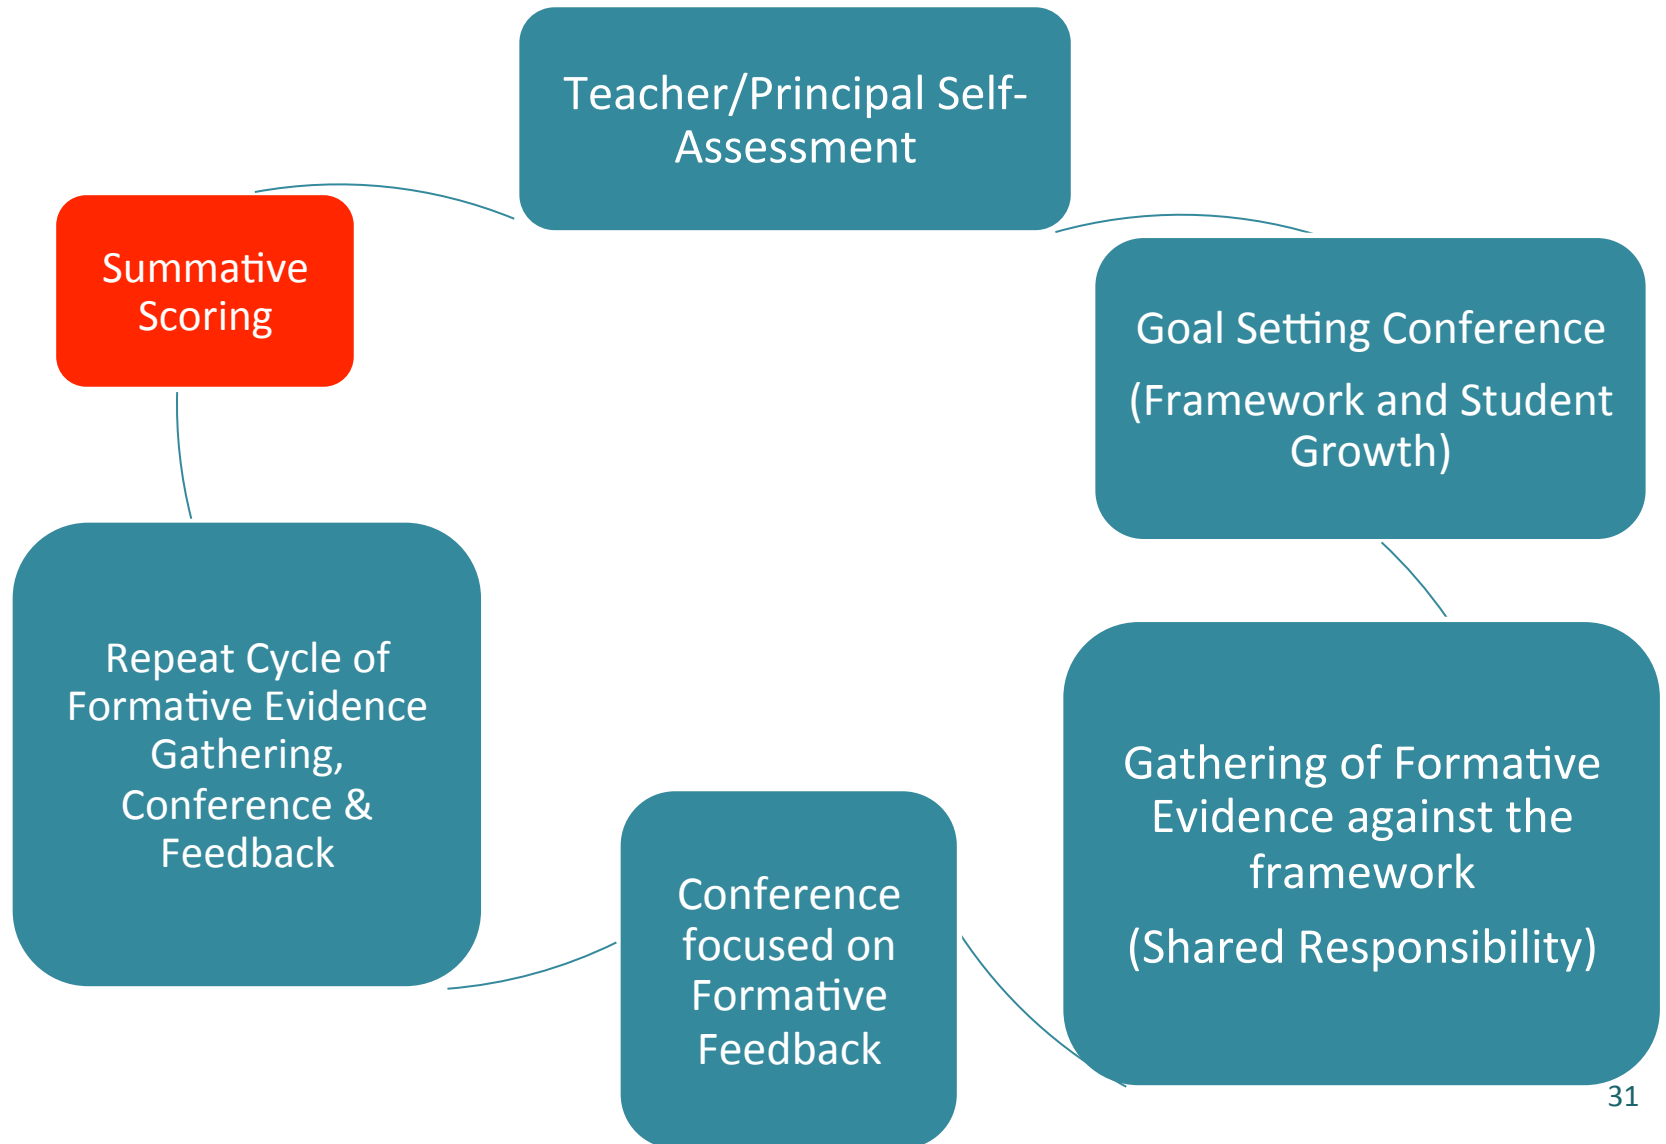 Teacher/Principal Self-
Assessment
Goal Setting Conference
(Framework and Student
Growth)
Gathering of Formative
Evidence against the
framework
(Shared Responsibility)
Conference
focused on
Formative
Feedback
Repeat Cycle of
Formative Evidence
Gathering,
Conference &
Feedback
Summative
Scoring
31